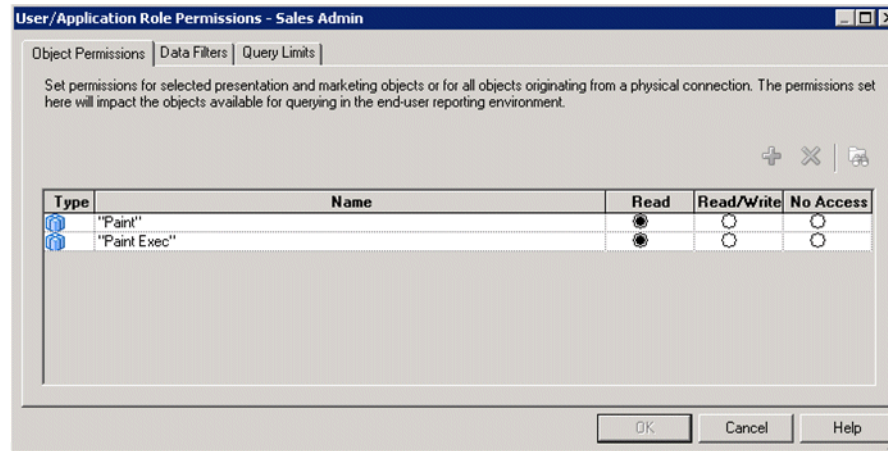 User/Application Role Permissions - Sales Admin
Object Permissions Data Filters Query Limits
Set permissions for selected presentation and marketing objects or for all objects originating from a physical connection. The permissions set
here will impact the objects available for querying in the end-user reporting environment.
Type Name Read Read/Write No Access
"Paint"
"Paint Exec"
OK Cancel Help